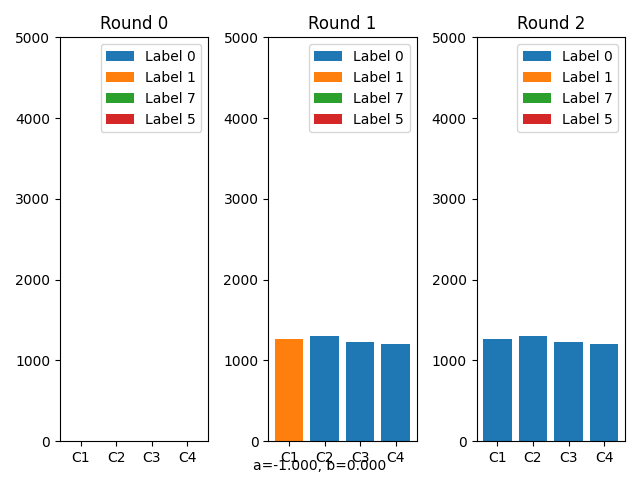 Round 0
5000
4000
3000
2000
1000
0
C1 C2 C3 C4
Label 0
Label 1
Label 7
Label 5
Round 1
5000
4000
3000
2000
1000
0
C1 C2 C3 C4
Label 0
Label 1
Label 7
Label 5
Round 2
5000
4000
3000
2000
1000
0
C1 C2 C3 C4
Label 0
Label 1
Label 7
Label 5
a=-1.000, b=0.000